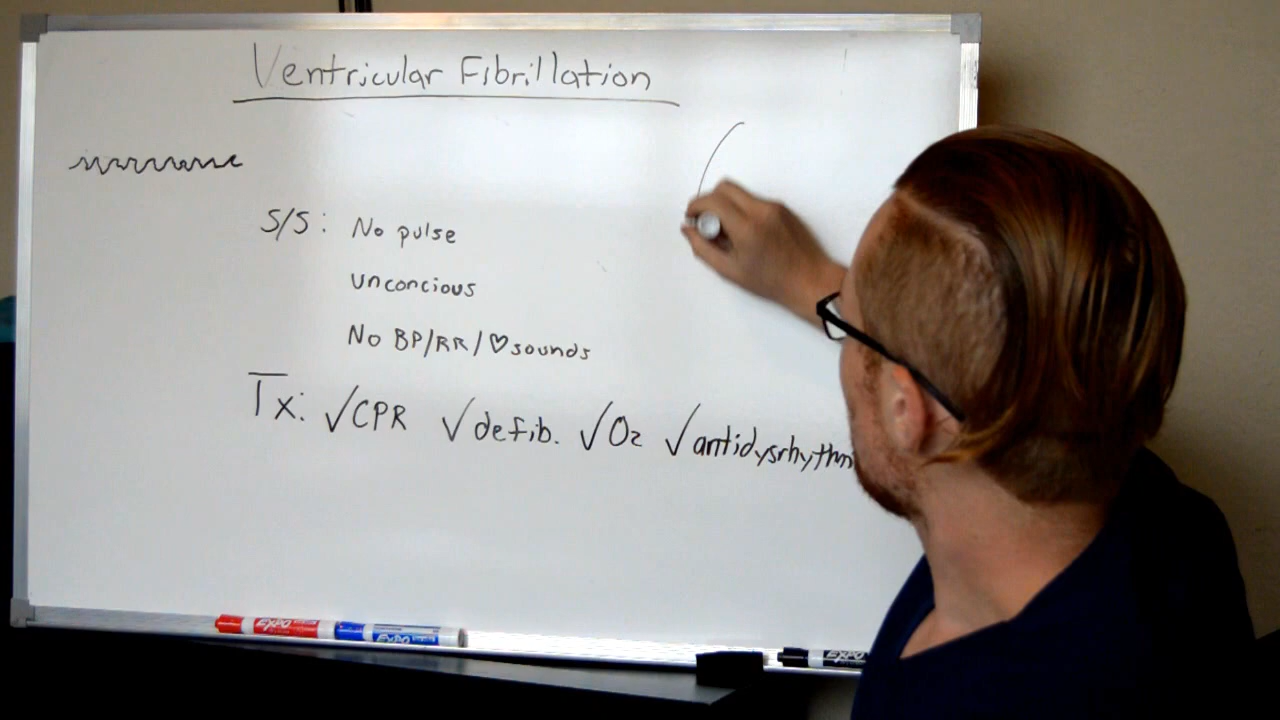 Ventricular Fibrillation
S/S: No pulse
unconcious
No BP/RR/♡sounds
Tx: √CPR √defib. √O₂ √antidysrhythm
EXPO
EXPO
EXPO